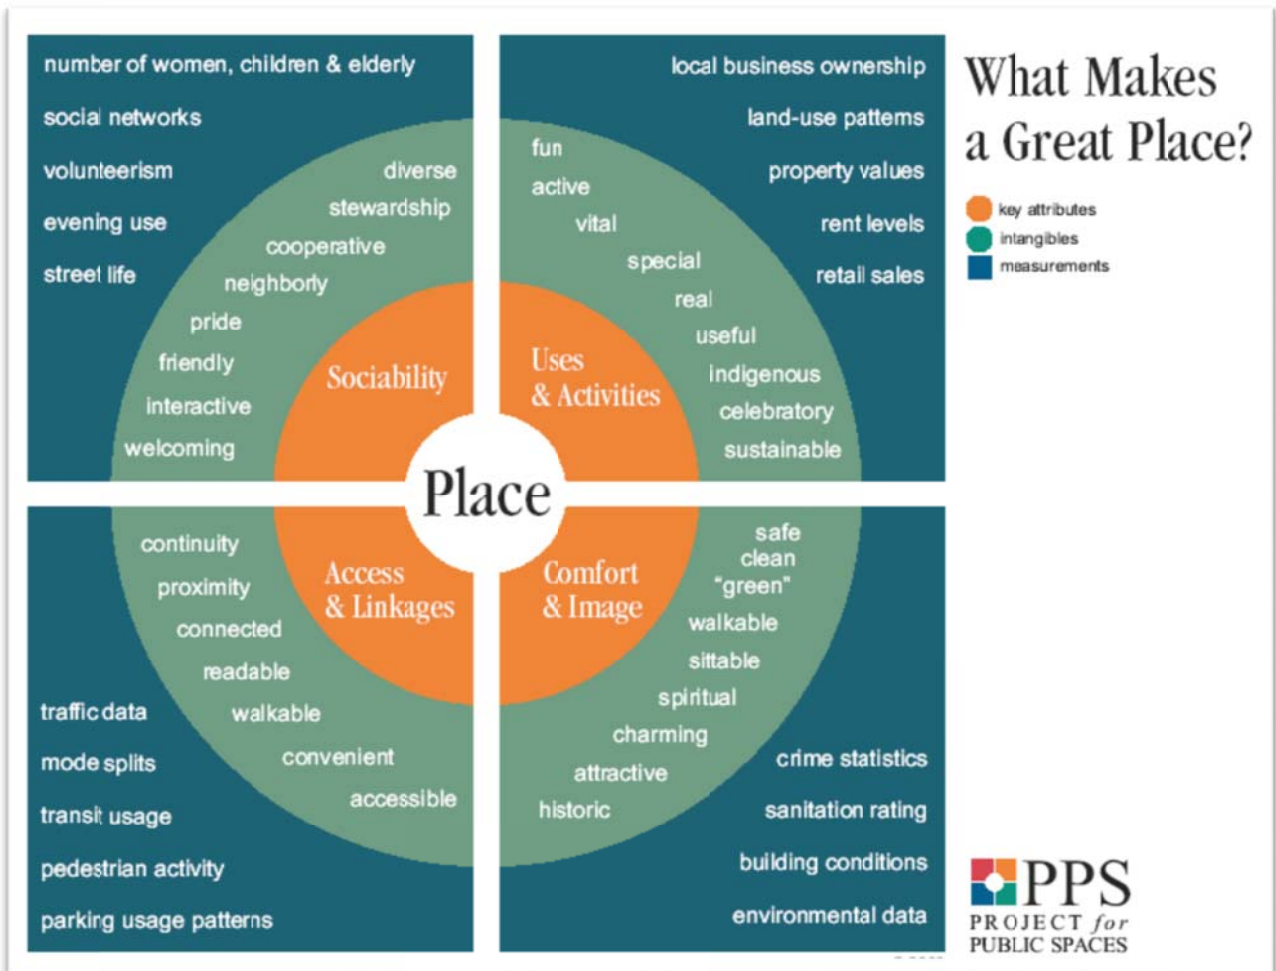 What Makes
a Great Place?
key attributes
intangibles
measurements
number of women, children & elderly
social networks
volunteerism
evening use
street life
diverse
stewardship
cooperative
neighborly
pride
friendly
interactive
welcoming
Sociability
local business ownership
land-use patterns
property values
rent levels
retail sales
fun
active
vital
special
real
useful
indigenous
celebratory
sustainable
Uses
& Activities
Place
Access
& Linkages
continuity
proximity
connected
readable
walkable
convenient
accessible
traffic data
mode splits
transit usage
pedestrian activity
parking usage patterns
Comfort
& Image
safe
clean
"green"
walkable
sittable
spiritual
charming
attractive
historic
crime statistics
sanitation rating
building conditions
environmental data
PPS
PROJECT for
PUBLIC SPACES